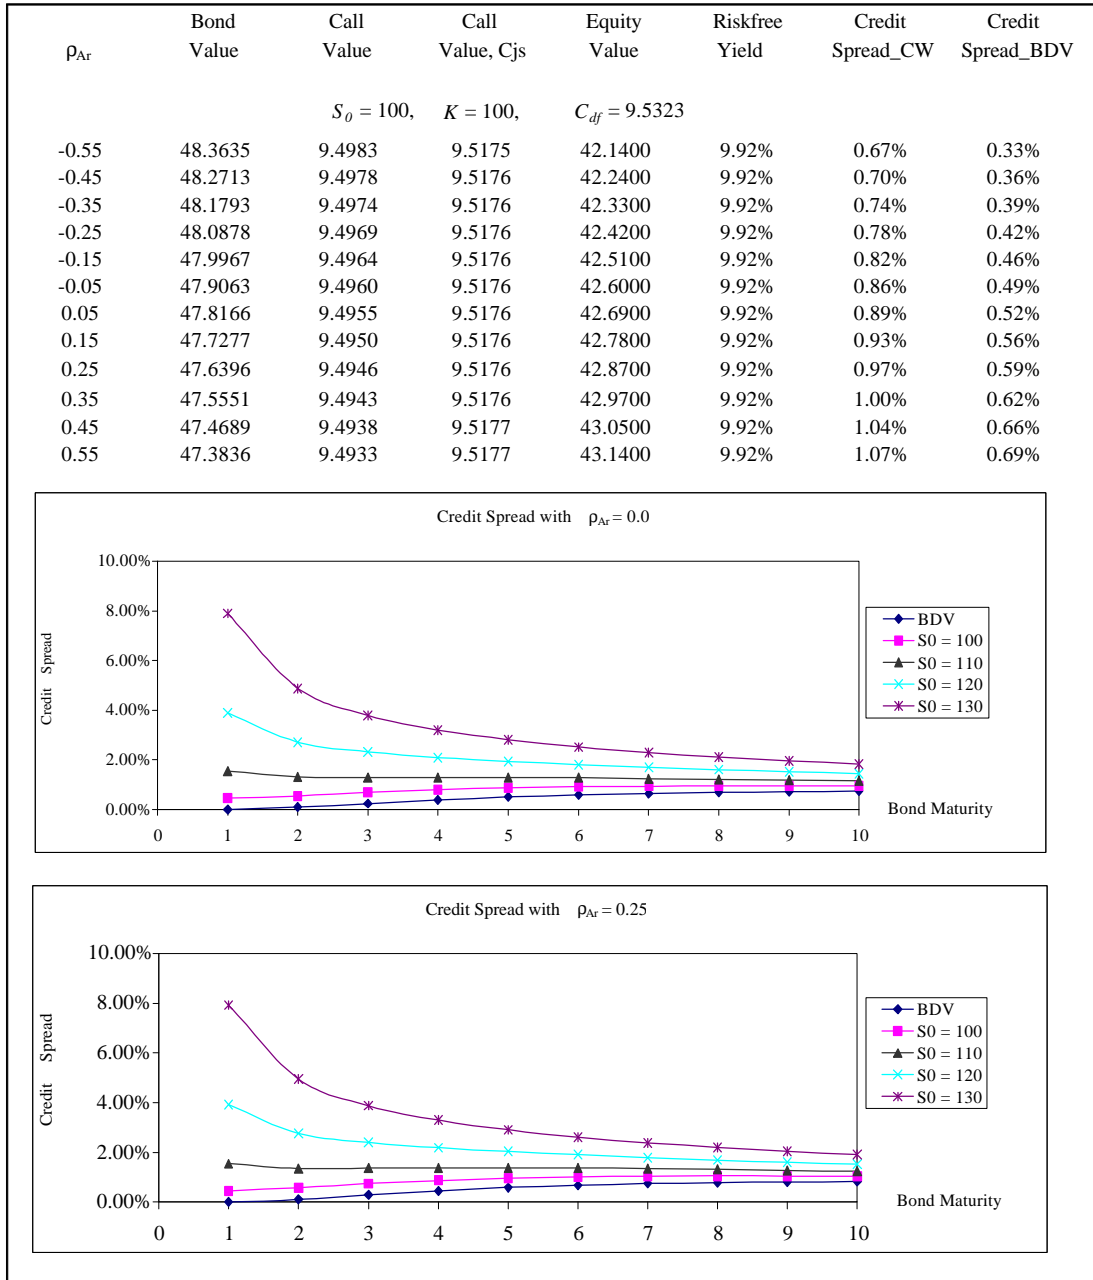 Bond Call Call Equity Riskfree Credit Credit
ρAr Value Value Value, Cjs Value Yield Spread_CW Spread_BDV
S0 = 100, K = 100, Cdf = 9.5323
-0.55 48.3635 9.4983 9.5175 42.1400 9.92% 0.67% 0.33%
-0.45 48.2713 9.4978 9.5176 42.2400 9.92% 0.70% 0.36%
-0.35 48.1793 9.4974 9.5176 42.3300 9.92% 0.74% 0.39%
-0.25 48.0878 9.4969 9.5176 42.4200 9.92% 0.78% 0.42%
-0.15 47.9967 9.4964 9.5176 42.5100 9.92% 0.82% 0.46%
-0.05 47.9063 9.4960 9.5176 42.6000 9.92% 0.86% 0.49%
0.05 47.8166 9.4955 9.5176 42.6900 9.92% 0.89% 0.52%
0.15 47.7277 9.4950 9.5176 42.7800 9.92% 0.93% 0.56%
0.25 47.6396 9.4946 9.5176 42.8700 9.92% 0.97% 0.59%
0.35 47.5551 9.4943 9.5176 42.9700 9.92% 1.00% 0.62%
0.45 47.4689 9.4938 9.5177 43.0500 9.92% 1.04% 0.66%
0.55 47.3836 9.4933 9.5177 43.1400 9.92% 1.07% 0.69%
Credit Spread with ρAr = 0.0
Credit Spread
10.00%
8.00%
6.00%
4.00%
2.00%
0.00%
0 1 2 3 4 5 6 7 8 9 10
Bond Maturity
BDV
S0 = 100
S0 = 110
S0 = 120
S0 = 130
Credit Spread with ρAr = 0.25
Credit Spread
10.00%
8.00%
6.00%
4.00%
2.00%
0.00%
0 1 2 3 4 5 6 7 8 9 10
Bond Maturity
BDV
S0 = 100
S0 = 110
S0 = 120
S0 = 130